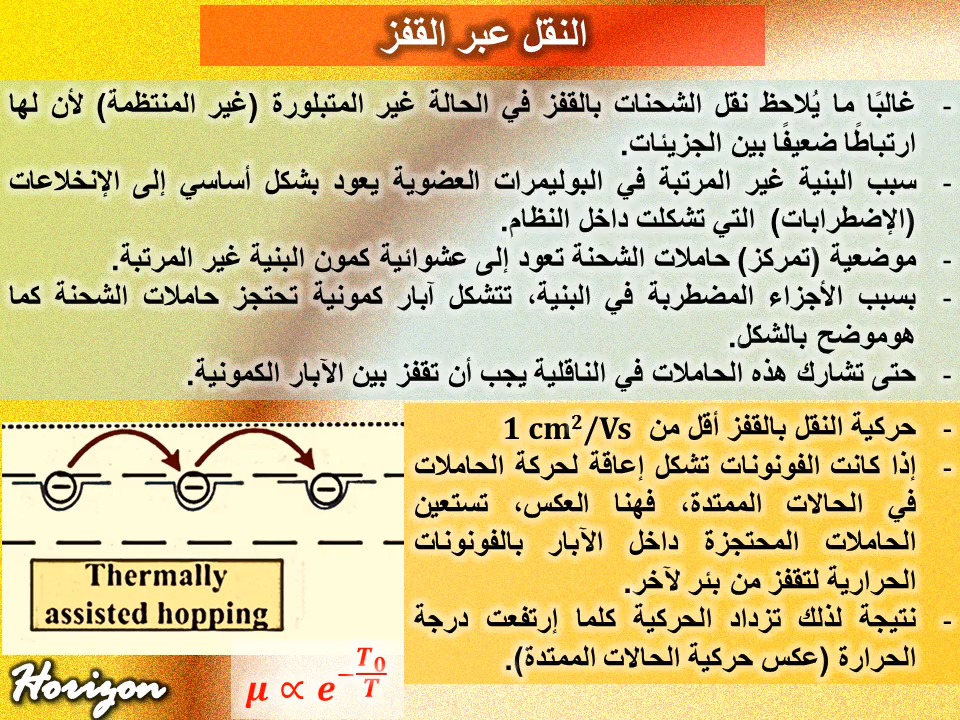 النقل عبر القفز
- غالبًا ما يُلاحظ نقل الشحنات بالقفز في الحالة غير المتبلورة (غير المنتظمة) لأن لها
ارتباطًا ضعيفًا بين الجزيئات.
- سبب البنية غير المرتبة في البوليمرات العضوية يعود بشكل أساسي إلى الإنخلاعات
(الإضطرابات) التي تشكلت داخل النظام.
- موضعية (تمركز) حاملات الشحنة تعود إلى عشوائية كمون البنية غير المرتبة.
- بسبب الأجزاء المضطربة في البنية، تتشكل آبار كمونية تحتجز حاملات الشحنة كما
هوموضح بالشكل.
- حتى تشارك هذه الحاملات في الناقلية يجب أن تقفز بين الآبار الكمونية.
- حركية النقل بالقفز أقل من 1 cm²/Vs
- إذا كانت الفونونات تشكل إعاقة لحركة الحاملات
في الحالات الممتدة، فهنا العكس، تستعين
الحاملات المحتجزة داخل الآبار بالفونونات
الحرارية لتقفز من بئر لآخر.
- نتيجة لذلك تزداد الحركية كلما إرتفعت درجة
الحرارة (عكس حركية الحالات الممتدة).
Thermally
assisted hopping
μ ∝ e^(−T₀/T)
Horizon